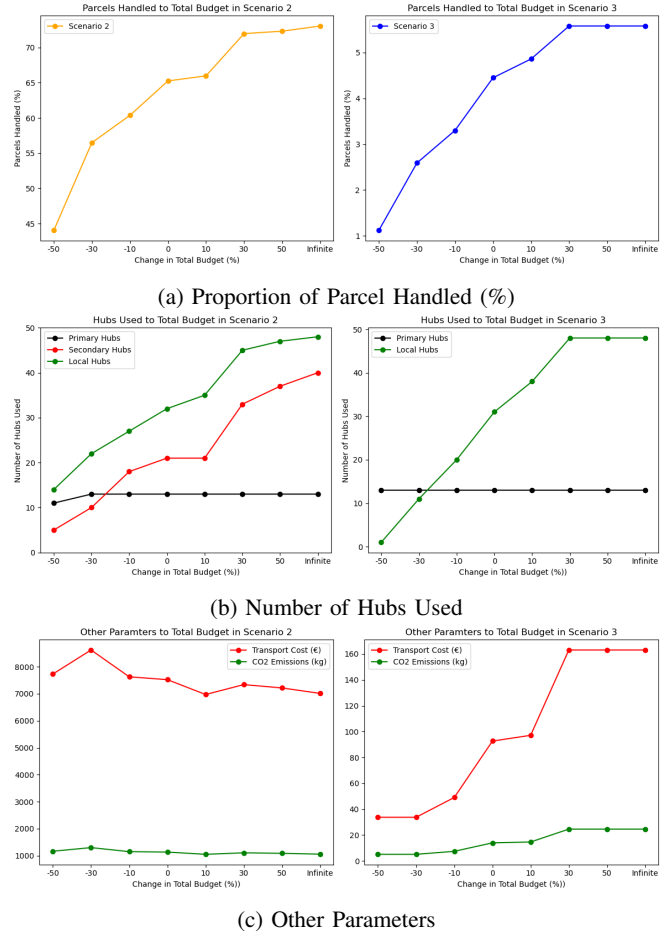 Parcels Handled to Total Budget in Scenario 2
Scenario 2
Parcels Handled (%)
70
65
60
55
50
45
-50 -30 -10 0 10 30 50 Infinite
Change in Total Budget (%)
Parcels Handled to Total Budget in Scenario 3
Scenario 3
Parcels Handled (%)
5
4
3
2
1
-50 -30 -10 0 10 30 50 Infinite
Change in Total Budget (%)
(a) Proportion of Parcel Handled (%)
Hubs Used to Total Budget in Scenario 2
Primary Hubs
Secondary Hubs
Local Hubs
Number of Hubs Used
50
40
30
20
10
0
-50 -30 -10 0 10 30 50 Infinite
Change in Total Budget (%))
Hubs Used to Total Budget in Scenario 3
Primary Hubs
Local Hubs
Number of Hubs Used
50
40
30
20
10
0
-50 -30 -10 0 10 30 50 Infinite
Change in Total Budget (%))
(b) Number of Hubs Used
Other Paramters to Total Budget in Scenario 2
Transport Cost (€)
CO2 Emissions (kg)
8000
7000
6000
5000
4000
3000
2000
1000
-50 -30 -10 0 10 30 50 Infinite
Change in Total Budget (%))
Other Paramters to Total Budget in Scenario 3
Transport Cost (€)
CO2 Emissions (kg)
160
140
120
100
80
60
40
20
0
-50 -30 -10 0 10 30 50 Infinite
Change in Total Budget (%))
(c) Other Parameters